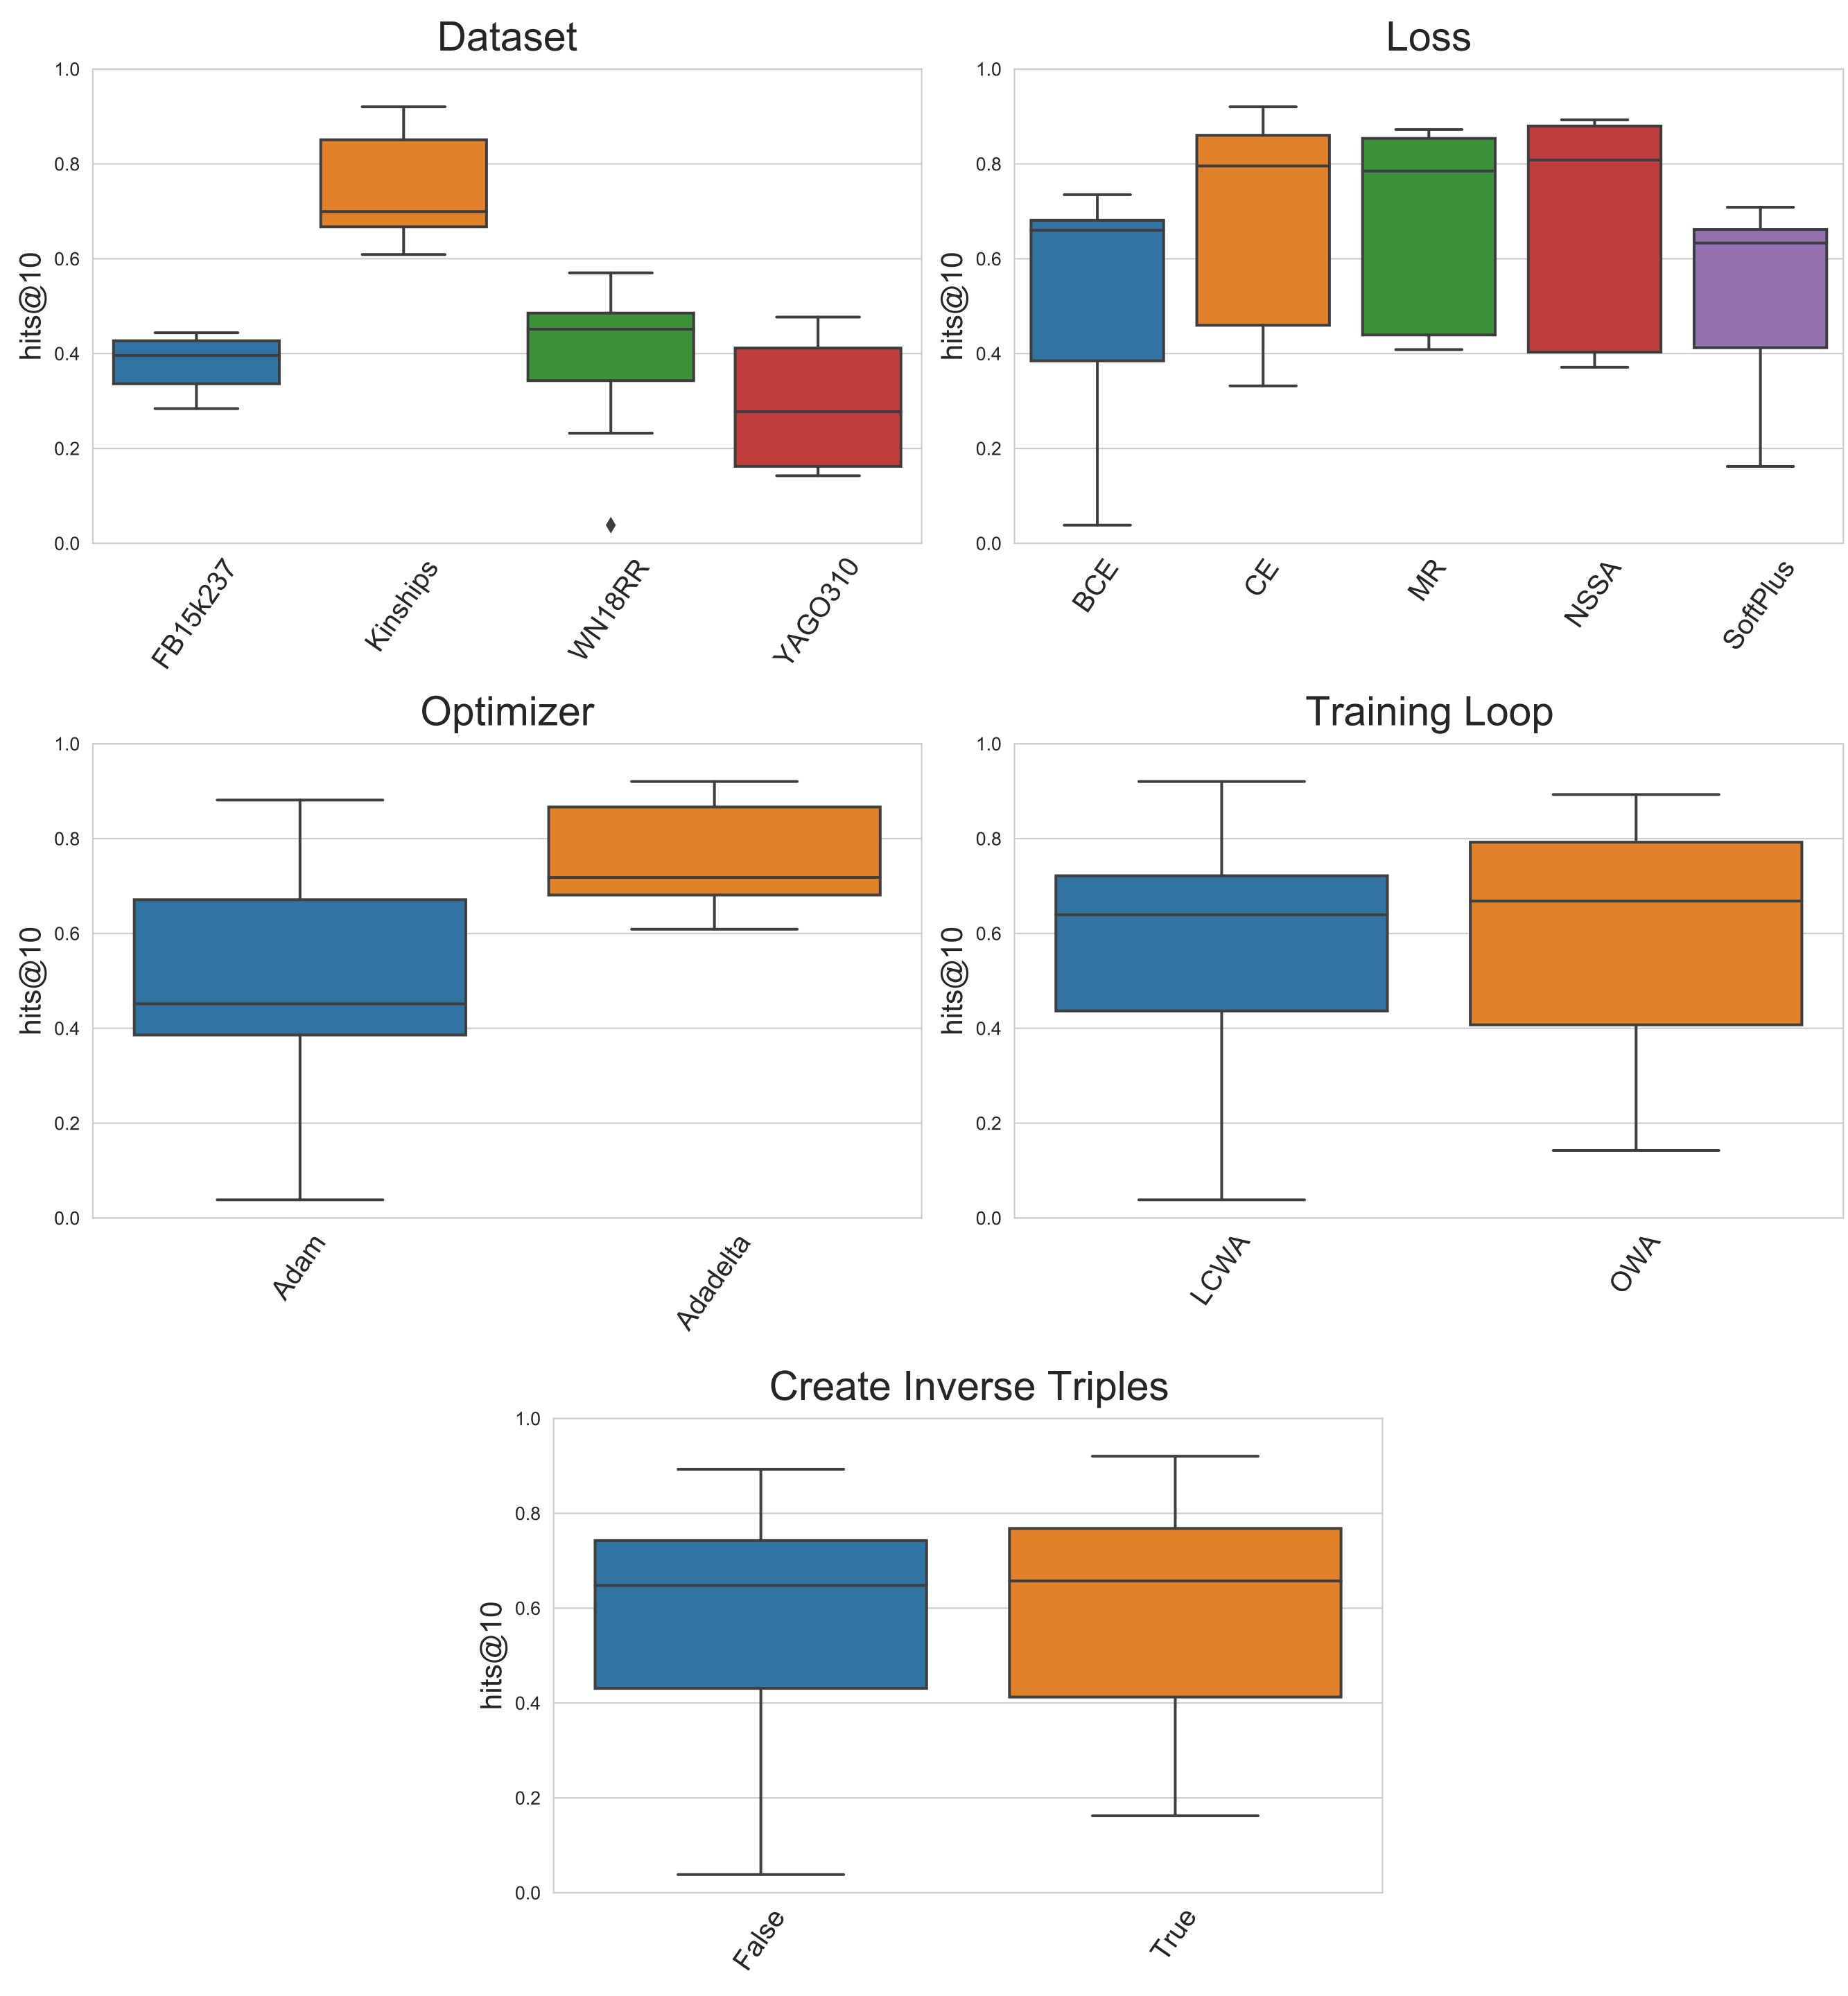 Dataset
hits@10
1.0
0.8
0.6
0.4
0.2
0.0
FB15k237
Kinships
WN18RR
YAGO310
Loss
hits@10
1.0
0.8
0.6
0.4
0.2
0.0
BCE
CE
MR
NSSA
SoftPlus
Optimizer
hits@10
1.0
0.8
0.6
0.4
0.2
0.0
Adam
Adadelta
Training Loop
hits@10
1.0
0.8
0.6
0.4
0.2
0.0
LCWA
OWA
Create Inverse Triples
hits@10
1.0
0.8
0.6
0.4
0.2
0.0
False
True